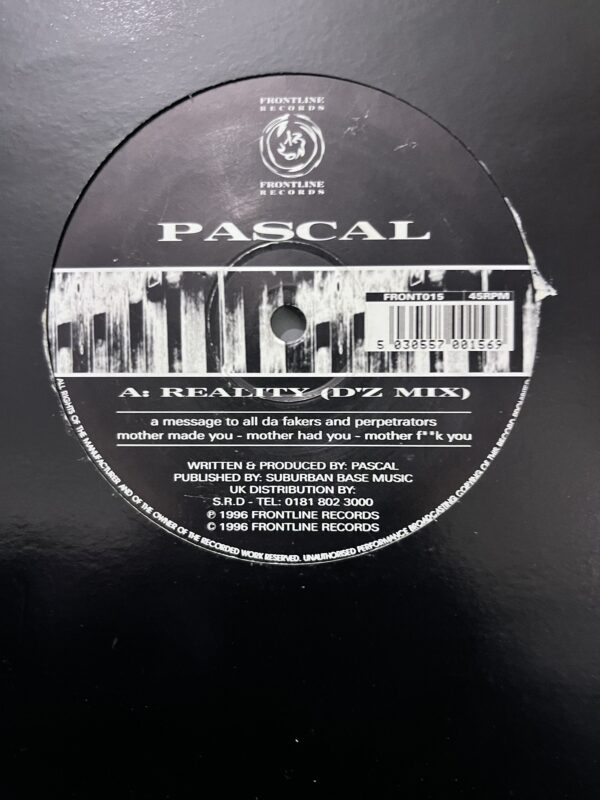 FRONTLINE
RECORDS
FRONTLINE
RECORDS
PASCAL
FRONT015 45RPM
5 030557 001569
A: REALITY (D'Z MIX)
a message to all da fakers and perpetrators
mother made you - mother had you - mother f**k you
WRITTEN & PRODUCED BY: PASCAL
PUBLISHED BY: SUBURBAN BASE MUSIC
UK DISTRIBUTION BY:
S.R.D - TEL: 0181 802 3000
℗ 1996 FRONTLINE RECORDS
© 1996 FRONTLINE RECORDS
ALL RIGHTS OF THE MANUFACTURER AND OF THE OWNER OF THE RECORDED WORK RESERVED. UNAUTHORISED PERFORMANCE BROADCASTING COPYING OF THIS RECORD PROHIBITED